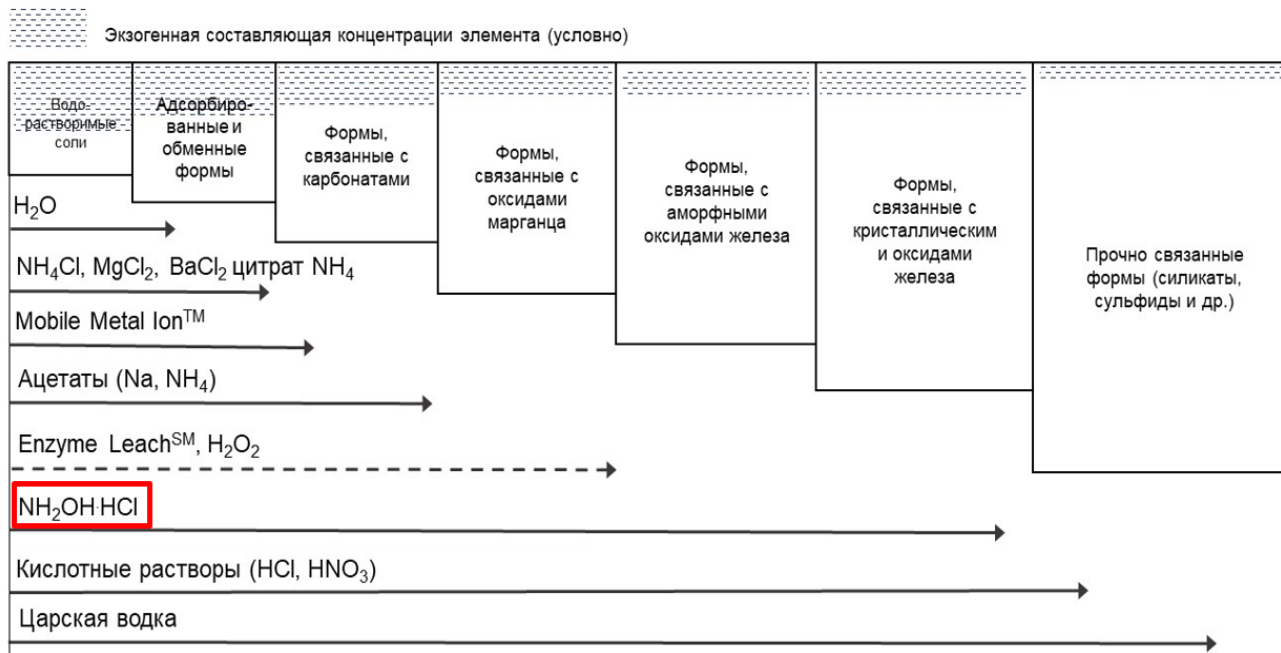 Экзогенная составляющая концентрации элемента (условно)
Водо-
растворимые
соли
Адсорбиро-
ванные и
обменные
формы
Формы,
связанные с
карбонатами
Формы,
связанные с
оксидами
марганца
Формы,
связанные с
аморфными
оксидами железа
Формы,
связанные с
кристаллическим
и оксидами
железа
Прочно связанные
формы (силикаты,
сульфиды и др.)
H₂O
NH₄Cl, MgCl₂, BaCl₂ цитрат NH₄
Mobile Metal Ion™
Ацетаты (Na, NH₄)
Enzyme Leach℠, H₂O₂
NH₂OH·HCl
Кислотные растворы (HCl, HNO₃)
Царская водка